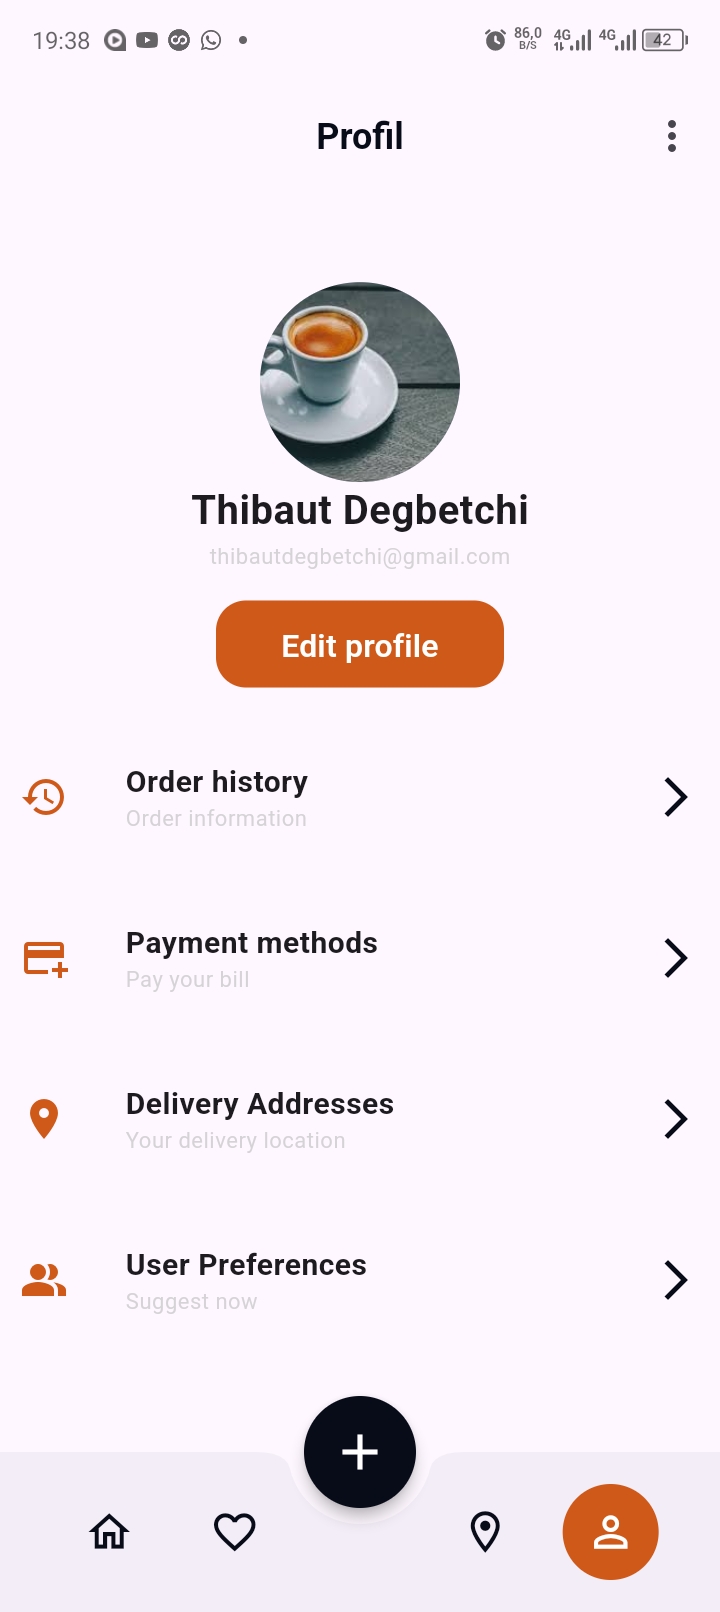 19:38
86,0
B/S
4G
4G
42
Profil
Thibaut Degbetchi
thibautdegbetchi@gmail.com
Edit profile
Order history
Order information
Payment methods
Pay your bill
Delivery Addresses
Your delivery location
User Preferences
Suggest now